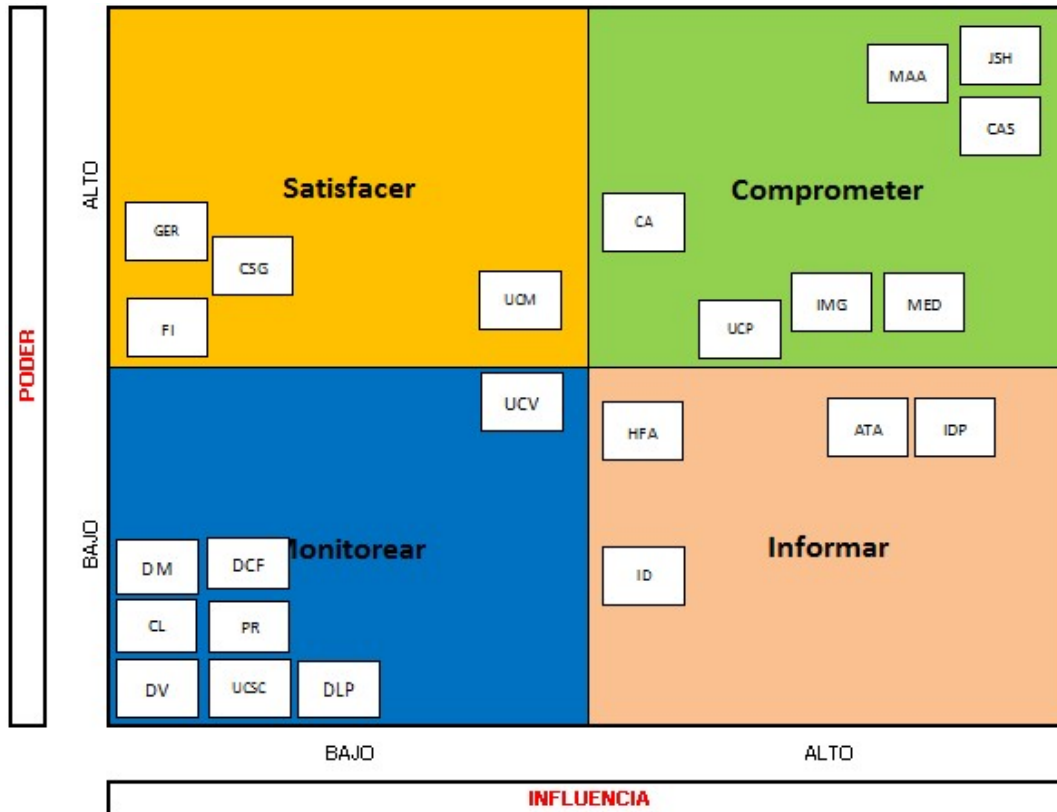 PODER
ALTO
BAJO
Satisfacer
GER
CSG
FI
UCM
Comprometer
MAA
JSH
CAS
CA
UCP
IMG
MED
Monitorear
UCV
DM
DCF
CL
PR
DV
UCSC
DLP
Informar
HFA
ATA
IDP
ID
BAJO
ALTO
INFLUENCIA